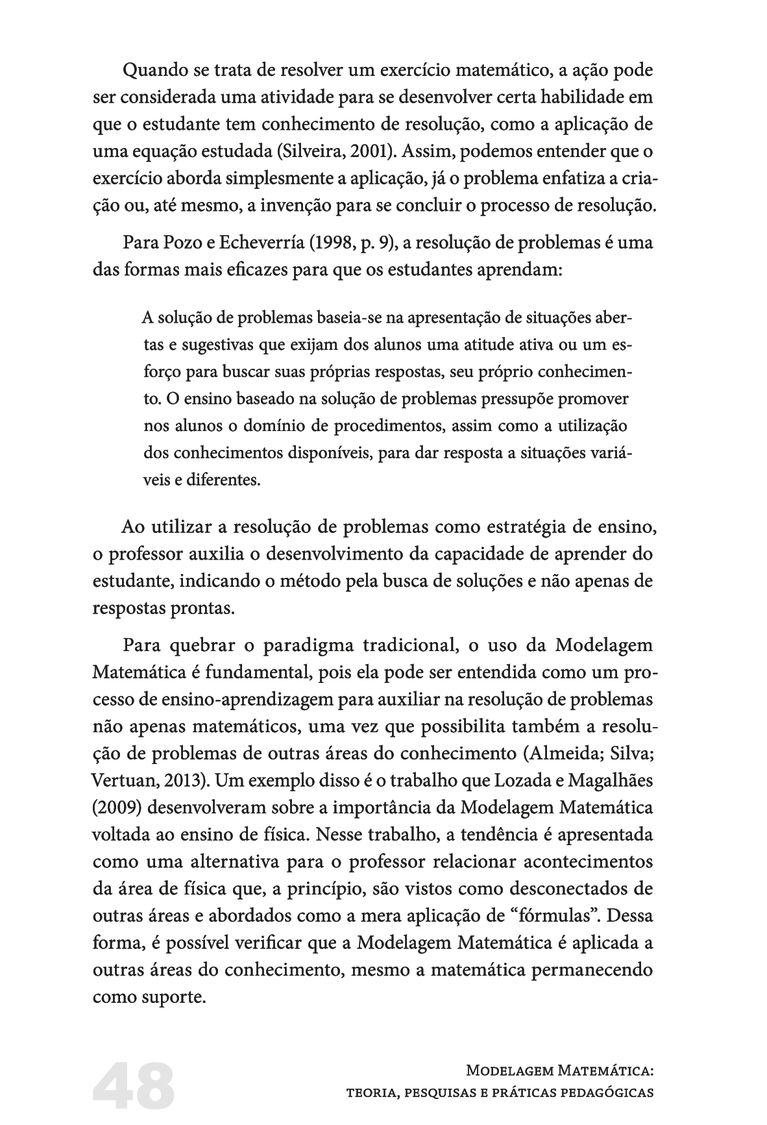 Quando se trata de resolver um exercício matemático, a ação pode
ser considerada uma atividade para se desenvolver certa habilidade em
que o estudante tem conhecimento de resolução, como a aplicação de
uma equação estudada (Silveira, 2001). Assim, podemos entender que o
exercício aborda simplesmente a aplicação, já o problema enfatiza a cria-
ção ou, até mesmo, a invenção para se concluir o processo de resolução.
Para Pozo e Echeverría (1998, p. 9), a resolução de problemas é uma
das formas mais eficazes para que os estudantes aprendam:
A solução de problemas baseia-se na apresentação de situações aber-
tas e sugestivas que exijam dos alunos uma atitude ativa ou um es-
forço para buscar suas próprias respostas, seu próprio conhecimen-
to. O ensino baseado na solução de problemas pressupõe promover
nos alunos o domínio de procedimentos, assim como a utilização
dos conhecimentos disponíveis, para dar resposta a situações variá-
veis e diferentes.
Ao utilizar a resolução de problemas como estratégia de ensino,
o professor auxilia o desenvolvimento da capacidade de aprender do
estudante, indicando o método pela busca de soluções e não apenas de
respostas prontas.
Para quebrar o paradigma tradicional, o uso da Modelagem
Matemática é fundamental, pois ela pode ser entendida como um pro-
cesso de ensino-aprendizagem para auxiliar na resolução de problemas
não apenas matemáticos, uma vez que possibilita também a resolu-
ção de problemas de outras áreas do conhecimento (Almeida; Silva;
Vertuan, 2013). Um exemplo disso é o trabalho que Lozada e Magalhães
(2009) desenvolveram sobre a importância da Modelagem Matemática
voltada ao ensino de física. Nesse trabalho, a tendência é apresentada
como uma alternativa para o professor relacionar acontecimentos
da área de física que, a princípio, são vistos como desconectados de
outras áreas e abordados como a mera aplicação de “fórmulas”. Dessa
forma, é possível verificar que a Modelagem Matemática é aplicada a
outras áreas do conhecimento, mesmo a matemática permanecendo
como suporte.
48
Modelagem Matemática:
teoria, pesquisas e práticas pedagógicas